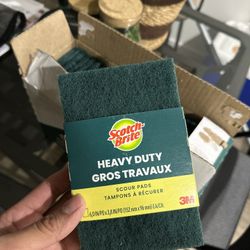 Scotch-Brite
HEAVY DUTY
GROS TRAVAUX
SCOUR PADS
TAMPONS À RÉCURER
3M